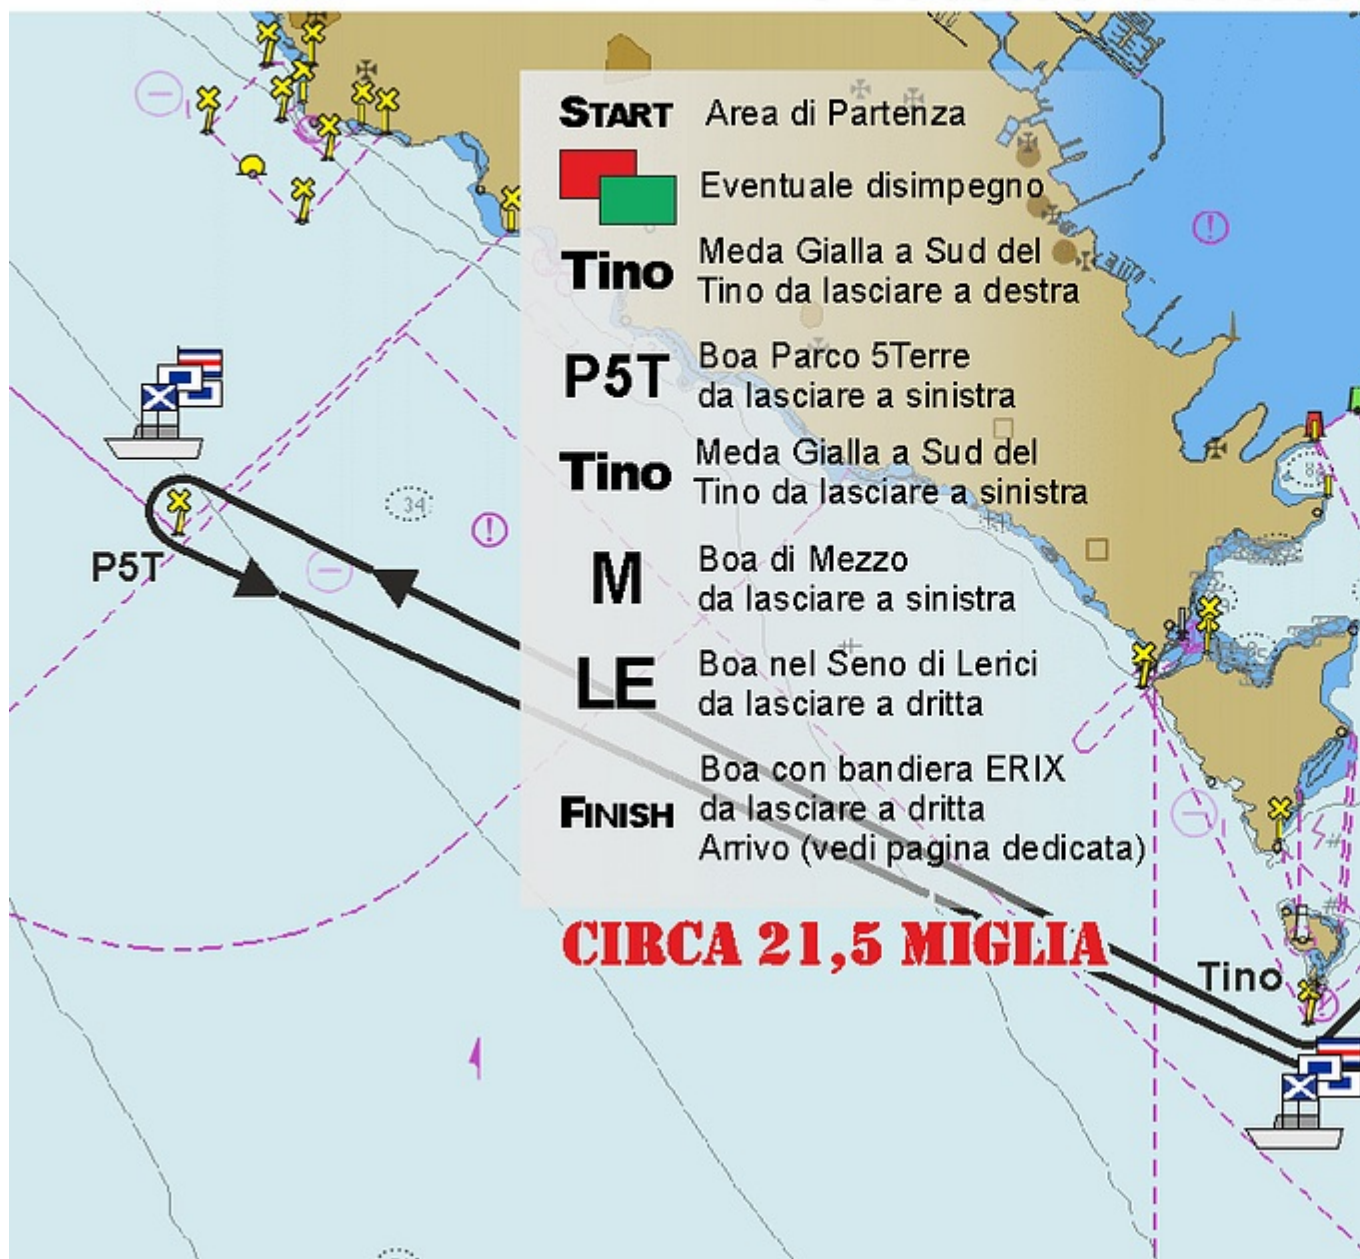 START Area di Partenza
Eventuale disimpegno
Tino Meda Gialla a Sud del
Tino da lasciare a destra
P5T Boa Parco 5Terre
da lasciare a sinistra
Tino Meda Gialla a Sud del
Tino da lasciare a sinistra
M Boa di Mezzo
da lasciare a sinistra
LE Boa nel Seno di Lerici
da lasciare a dritta
Boa con bandiera ERIX
FINISH da lasciare a dritta
Arrivo (vedi pagina dedicata)
CIRCA 21,5 MIGLIA
34
P5T
Tino